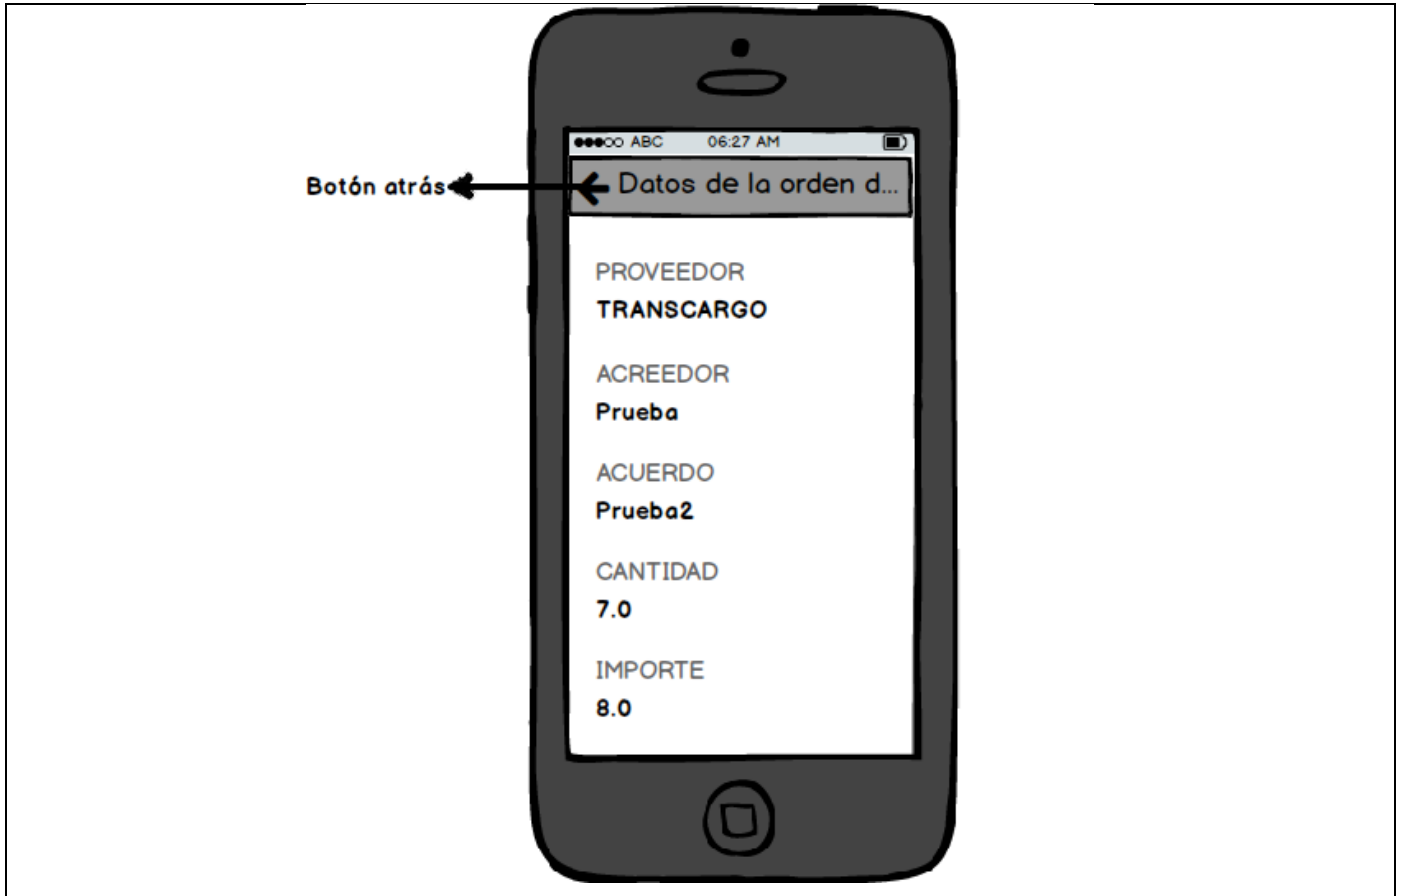 ABC 06:27 AM
Botón atrás
Datos de la orden d...
PROVEEDOR
TRANSCARGO
ACREEDOR
Prueba
ACUERDO
Prueba2
CANTIDAD
7.0
IMPORTE
8.0